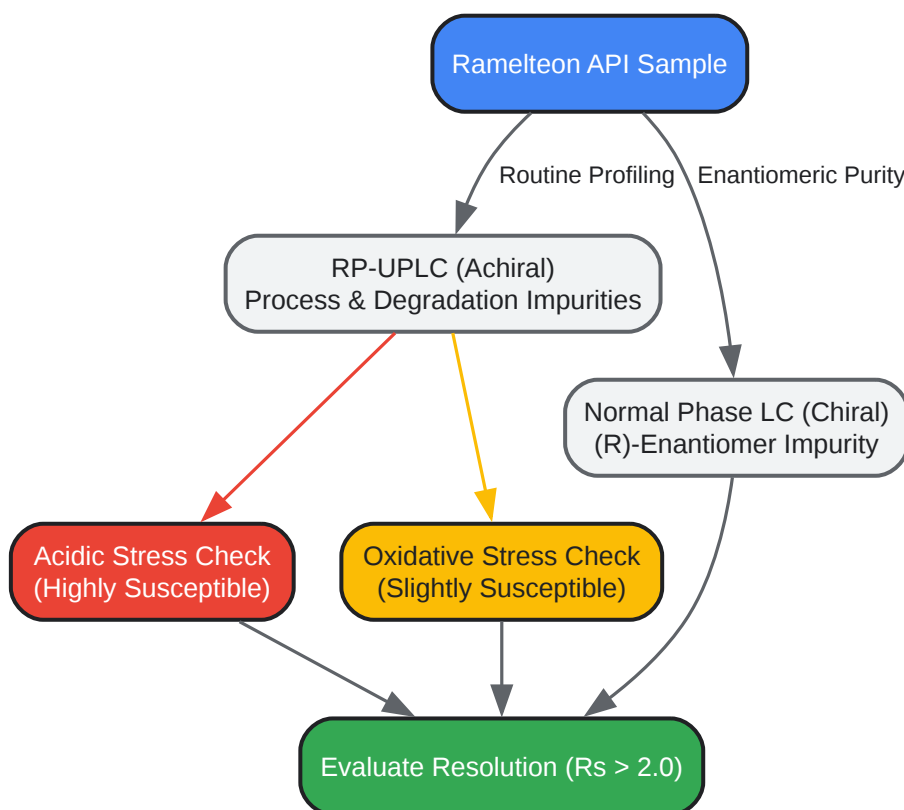 Ramelteon API Sample
Routine Profiling
Enantiomeric Purity
RP-UPLC (Achiral)
Process & Degradation Impurities
Normal Phase LC (Chiral)
(R)-Enantiomer Impurity
Acidic Stress Check
(Highly Susceptible)
Oxidative Stress Check
(Slightly Susceptible)
Evaluate Resolution (Rs > 2.0)